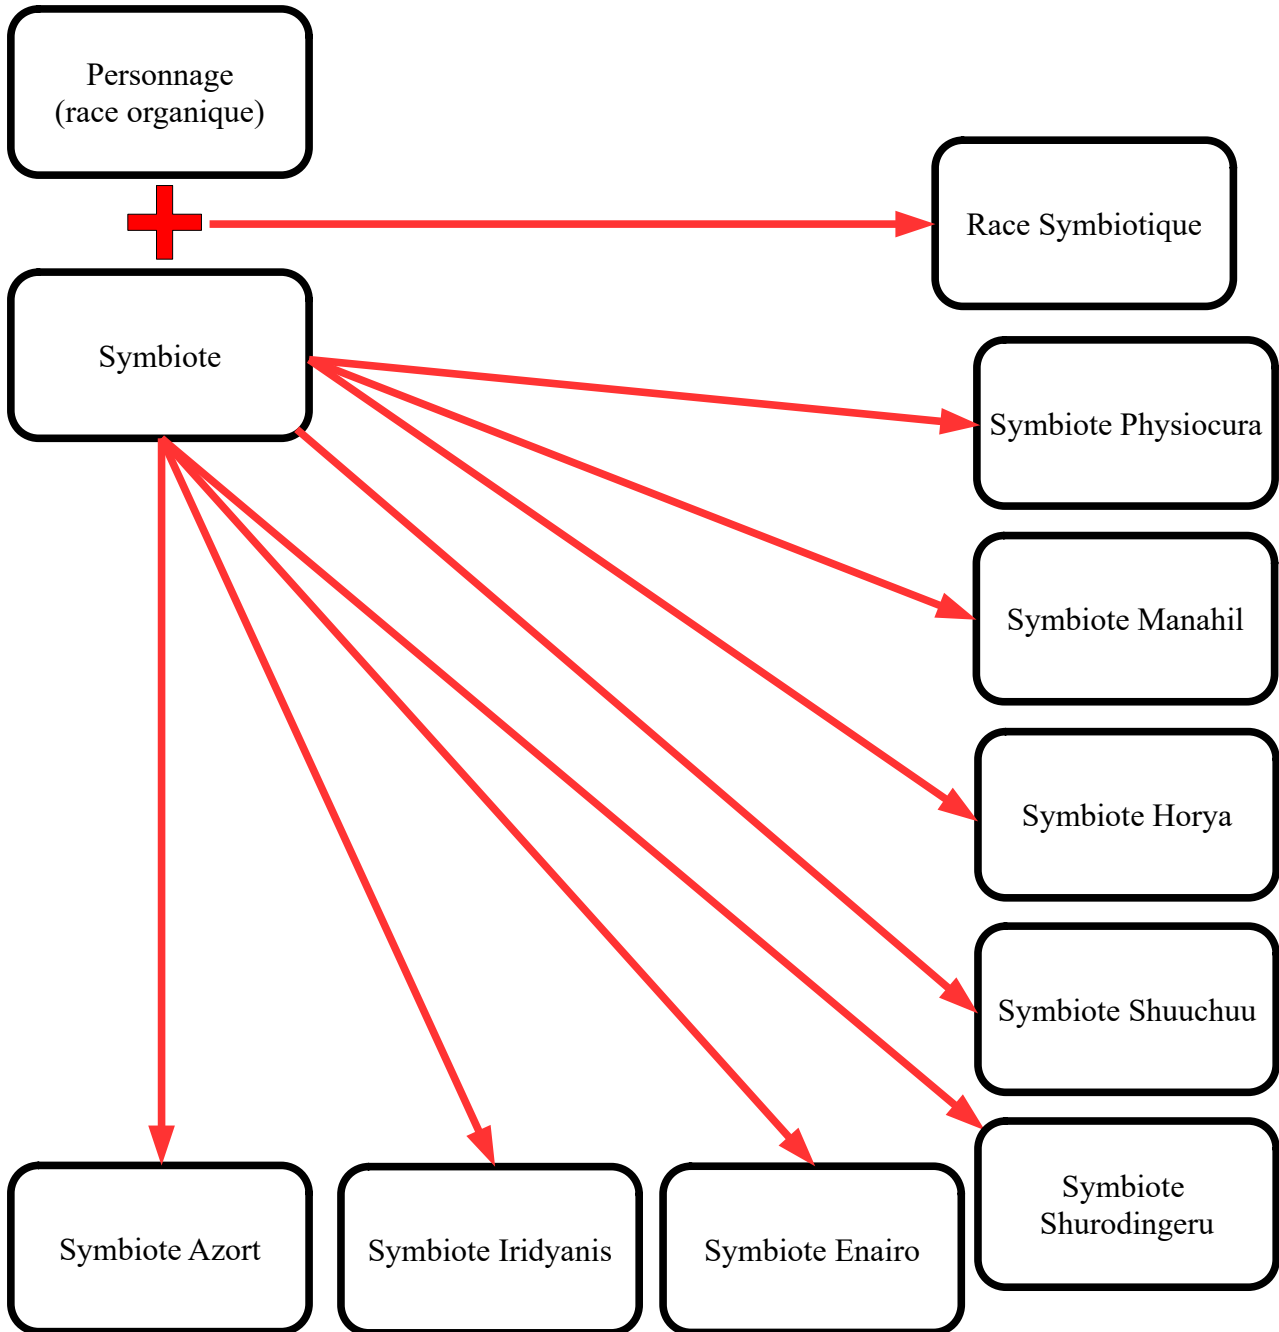 Personnage
(race organique)
Race Symbiotique
Symbiote
Symbiote Physiocura
Symbiote Manahil
Symbiote Horya
Symbiote Shuuchuu
Symbiote
Shurodingeru
Symbiote Azort
Symbiote Iridyanis
Symbiote Enairo